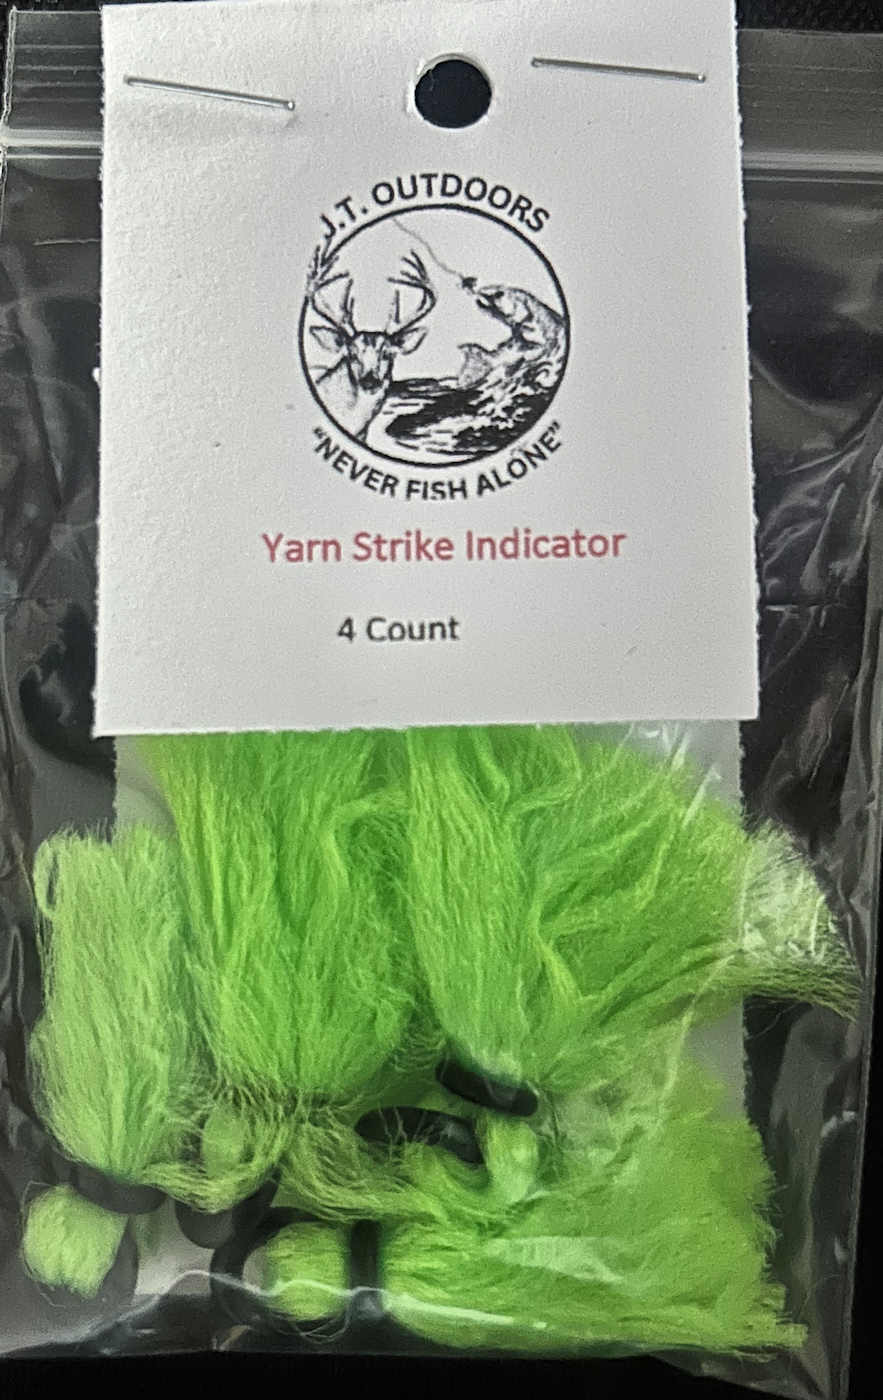 J.T. OUTDOORS
"NEVER FISH ALONE"
Yarn Strike Indicator
4 Count